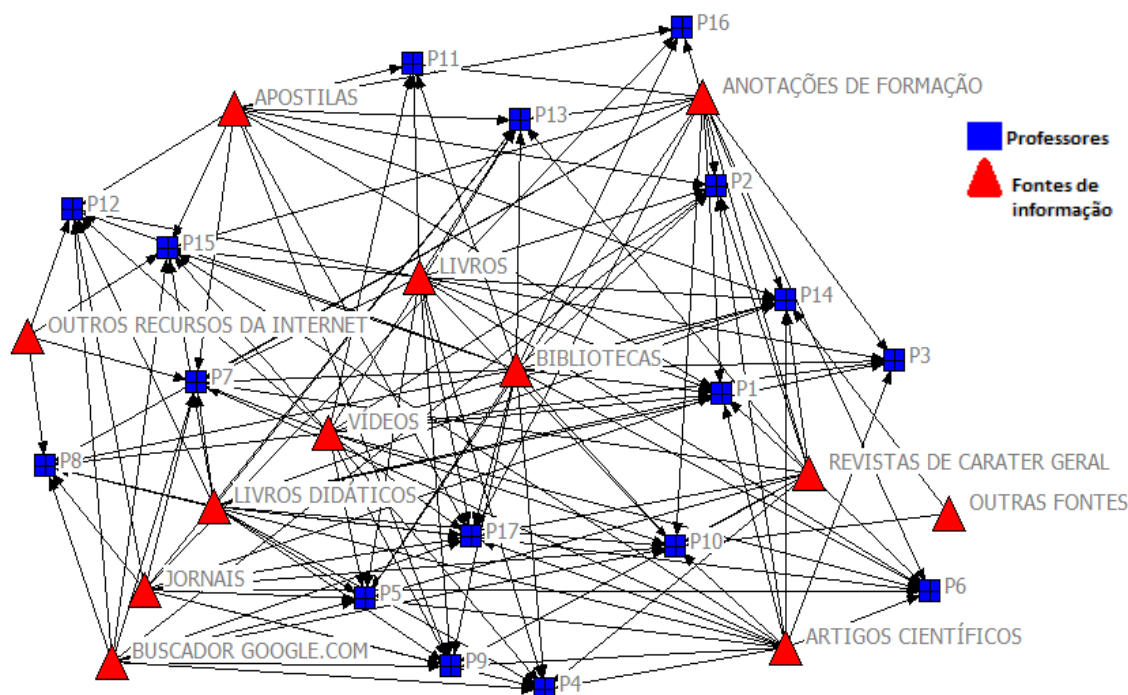 P16
P11
ANOTAÇÕES DE FORMAÇÃO
APOSTILAS
P13
Professores
P2
Fontes de
informação
P12
P15
LIVROS
P14
OUTROS RECURSOS DA INTERNET
BIBLIOTECAS
P3
P7
P1
VÍDEOS
P8
REVISTAS DE CARATER GERAL
LIVROS DIDÁTICOS
OUTRAS FONTES
P17
P10
JORNAIS
P5
P6
ARTIGOS CIENTÍFICOS
BUSCADOR GOOGLE.COM
P9
P4